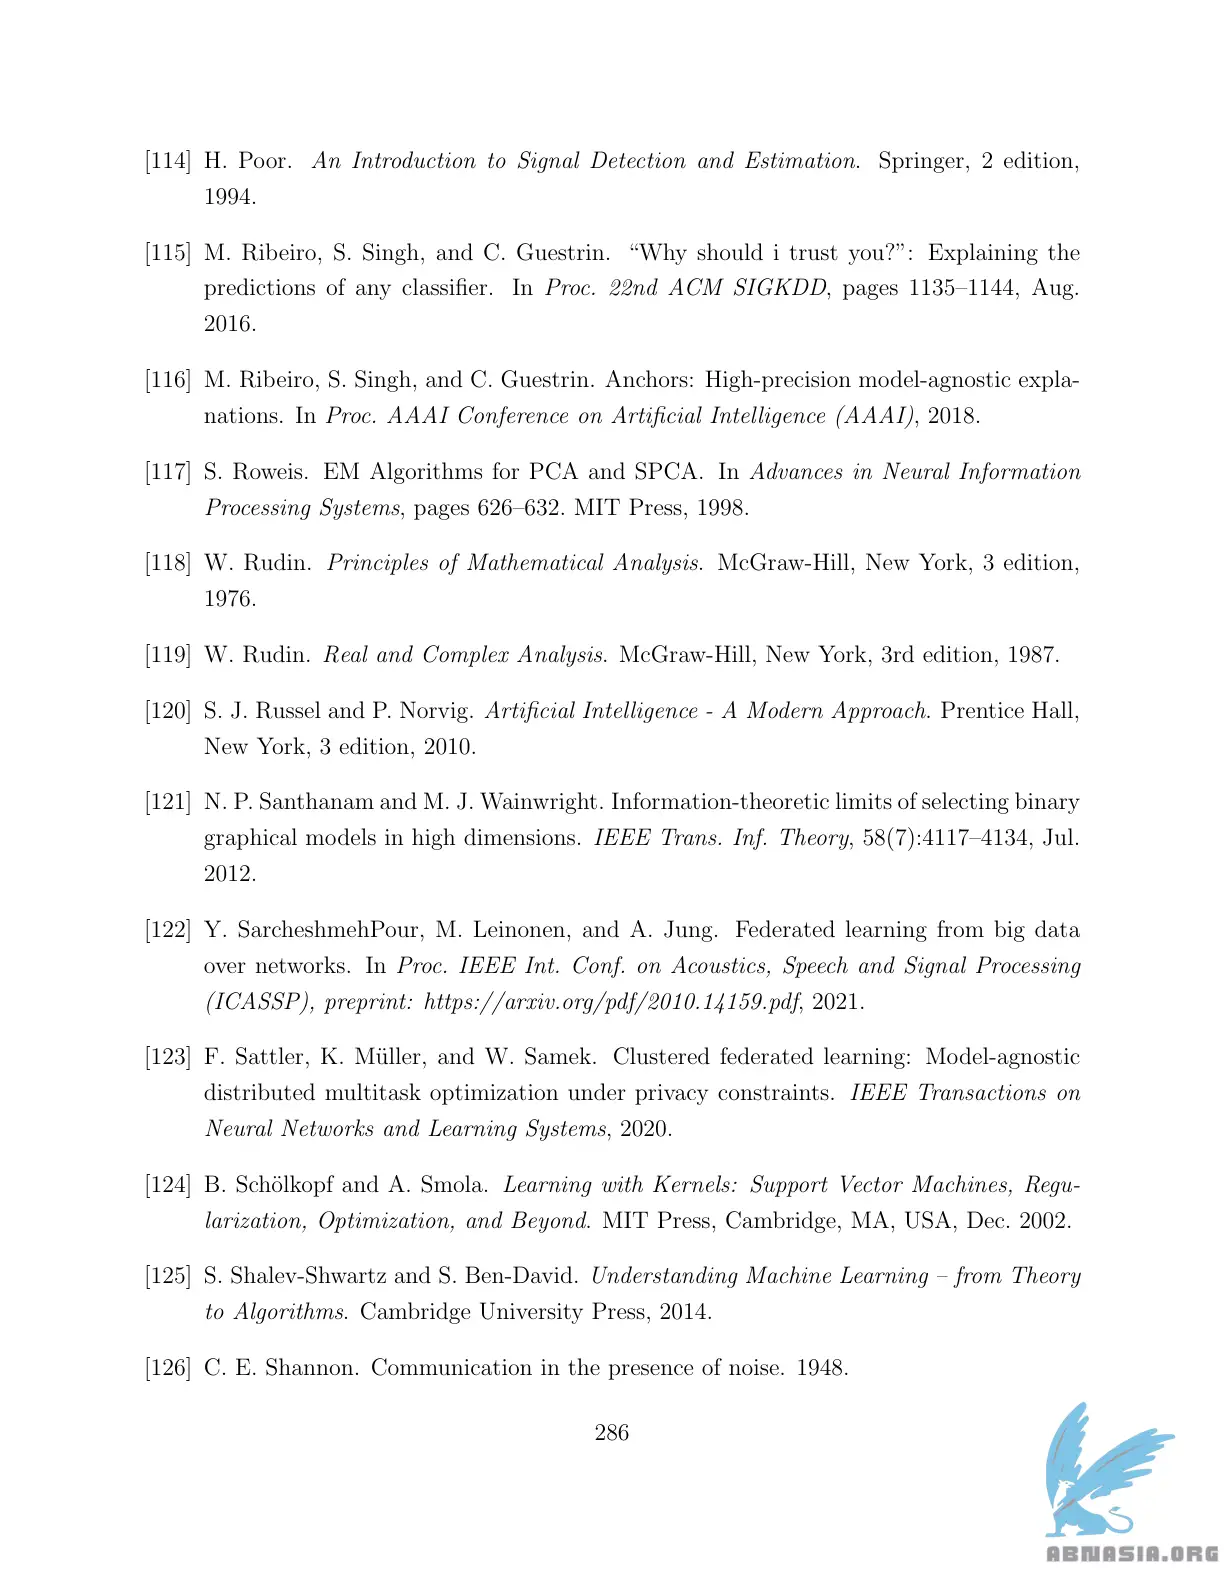 [114] H. Poor. An Introduction to Signal Detection and Estimation. Springer, 2 edition,
1994.
[115] M. Ribeiro, S. Singh, and C. Guestrin. “Why should i trust you?”: Explaining the
predictions of any classifier. In Proc. 22nd ACM SIGKDD, pages 1135–1144, Aug.
2016.
[116] M. Ribeiro, S. Singh, and C. Guestrin. Anchors: High-precision model-agnostic expla-
nations. In Proc. AAAI Conference on Artificial Intelligence (AAAI), 2018.
[117] S. Roweis. EM Algorithms for PCA and SPCA. In Advances in Neural Information
Processing Systems, pages 626–632. MIT Press, 1998.
[118] W. Rudin. Principles of Mathematical Analysis. McGraw-Hill, New York, 3 edition,
1976.
[119] W. Rudin. Real and Complex Analysis. McGraw-Hill, New York, 3rd edition, 1987.
[120] S. J. Russel and P. Norvig. Artificial Intelligence - A Modern Approach. Prentice Hall,
New York, 3 edition, 2010.
[121] N. P. Santhanam and M. J. Wainwright. Information-theoretic limits of selecting binary
graphical models in high dimensions. IEEE Trans. Inf. Theory, 58(7):4117–4134, Jul.
2012.
[122] Y. SarcheshmehPour, M. Leinonen, and A. Jung. Federated learning from big data
over networks. In Proc. IEEE Int. Conf. on Acoustics, Speech and Signal Processing
(ICASSP), preprint: https://arxiv.org/pdf/2010.14159.pdf, 2021.
[123] F. Sattler, K. Müller, and W. Samek. Clustered federated learning: Model-agnostic
distributed multitask optimization under privacy constraints. IEEE Transactions on
Neural Networks and Learning Systems, 2020.
[124] B. Schölkopf and A. Smola. Learning with Kernels: Support Vector Machines, Regu-
larization, Optimization, and Beyond. MIT Press, Cambridge, MA, USA, Dec. 2002.
[125] S. Shalev-Shwartz and S. Ben-David. Understanding Machine Learning – from Theory
to Algorithms. Cambridge University Press, 2014.
[126] C. E. Shannon. Communication in the presence of noise. 1948.
286
ABNASIA.ORG